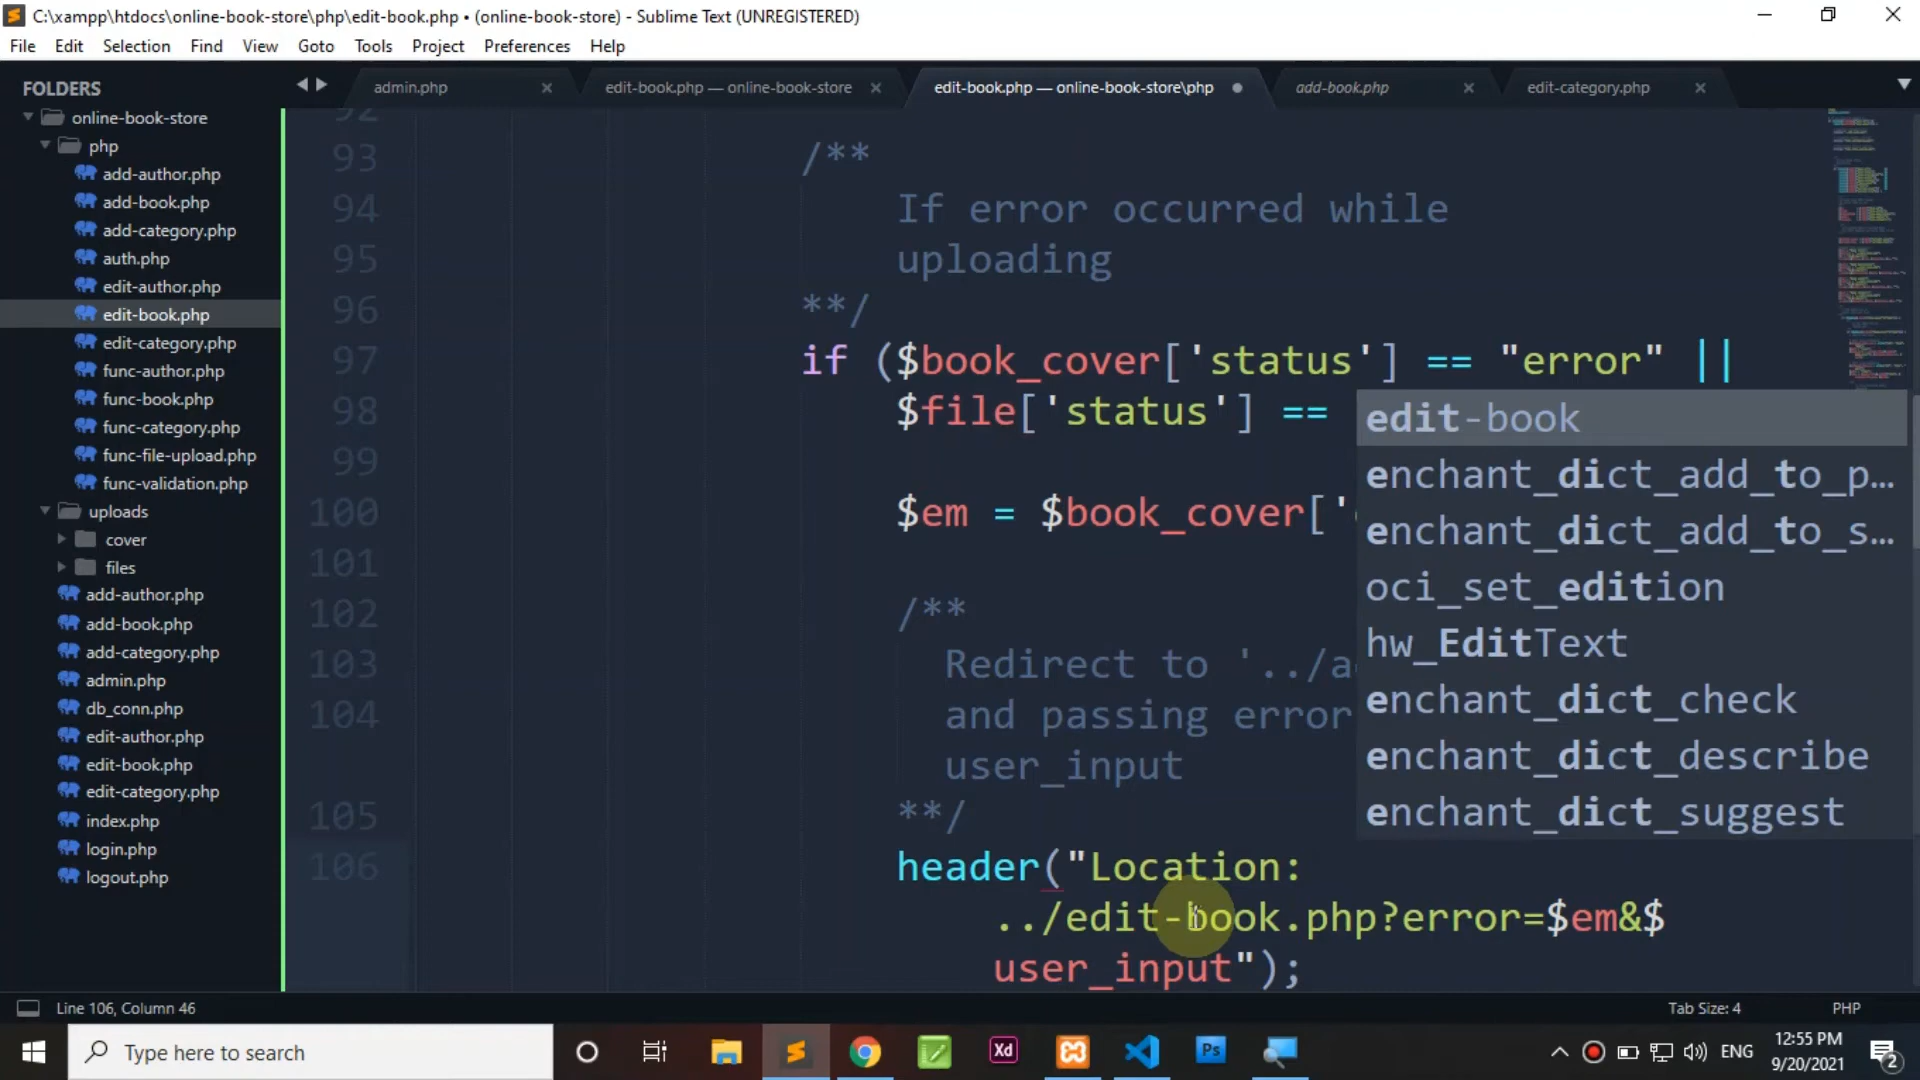 C:\xampp\htdocs\online-book-store\php\edit-book.php • (online-book-store) - Sublime Text (UNREGISTERED)
File Edit Selection Find View Goto Tools Project Preferences Help
FOLDERS
online-book-store
php
add-author.php
add-book.php
add-category.php
auth.php
edit-author.php
edit-book.php
edit-category.php
func-author.php
func-book.php
func-category.php
func-file-upload.php
func-validation.php
uploads
cover
files
add-author.php
add-book.php
add-category.php
admin.php
db_conn.php
edit-author.php
edit-book.php
edit-category.php
index.php
login.php
logout.php
admin.php edit-book.php — online-book-store edit-book.php — online-book-store\php add-book.php edit-category.php
92
93 /**
94 If error occurred while
95 uploading
96 **/
97 if ($book_cover['status'] == "error" ||
98 $file['status'] ==
99
100 $em = $book_cover['
101
102 /**
103 Redirect to '../a
104 and passing error
user_input
105 **/
106 header("Location:
../edit-book.php?error=$em&$
user_input");
edit-book
enchant_dict_add_to_p...
enchant_dict_add_to_s...
oci_set_edition
hw_EditText
enchant_dict_check
enchant_dict_describe
enchant_dict_suggest
Line 106, Column 46 Tab Size: 4 PHP
Type here to search
Xd
Ps
ENG
12:55 PM
9/20/2021
2